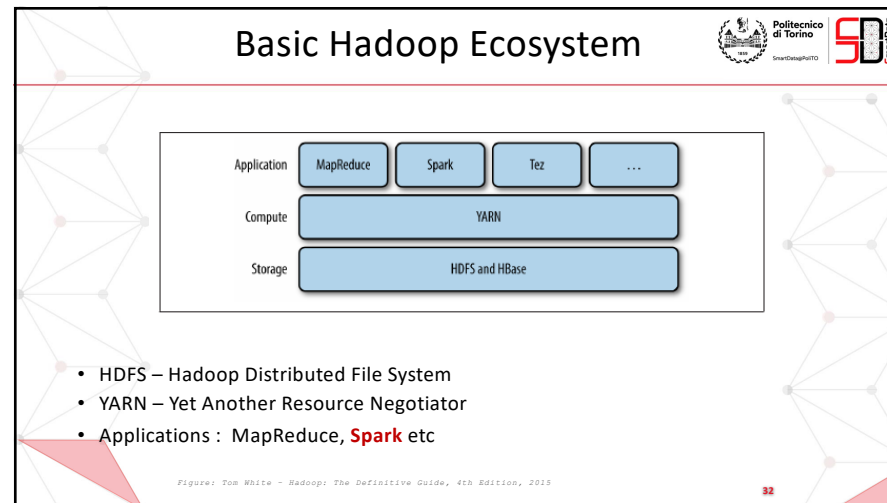 Basic Hadoop Ecosystem
Politecnico
di Torino
1859
SmartData@PoliTO
Application
MapReduce
Spark
Tez
...
Compute
YARN
Storage
HDFS and HBase
• HDFS – Hadoop Distributed File System
• YARN – Yet Another Resource Negotiator
• Applications : MapReduce, Spark etc
Figure: Tom White - Hadoop: The Definitive Guide, 4th Edition, 2015
32